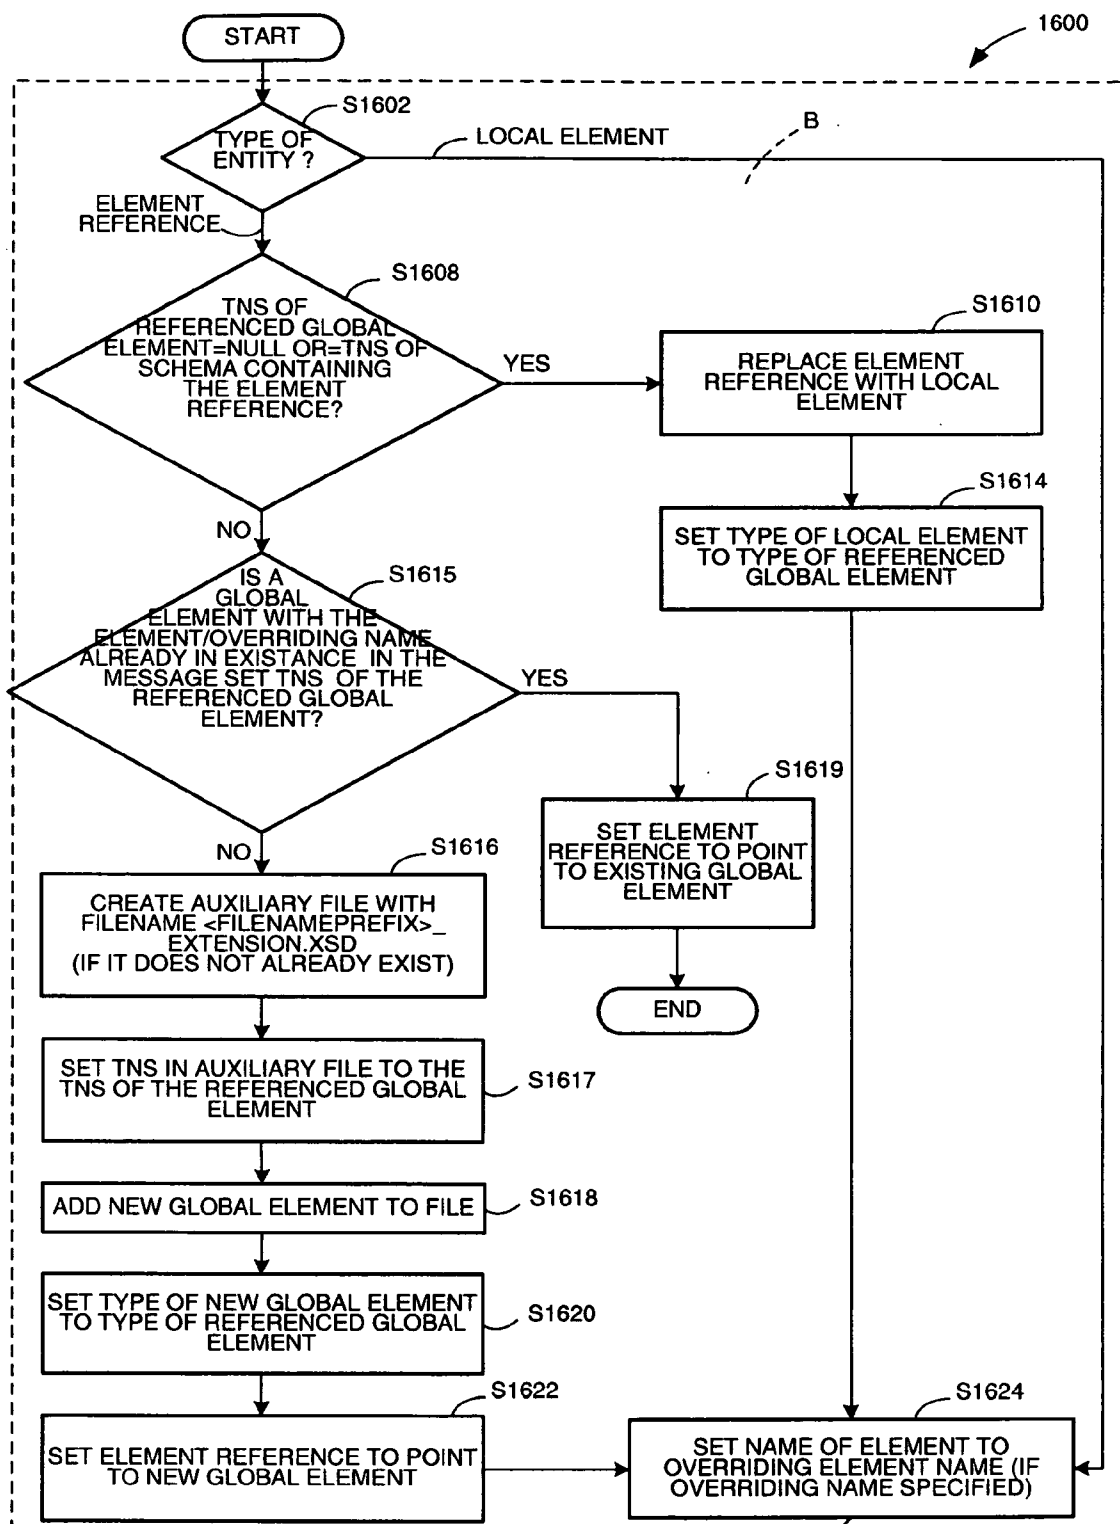 START
1600
S1602
TYPE OF
ENTITY ?
LOCAL ELEMENT
B
ELEMENT
REFERENCE
S1608
TNS OF
REFERENCED GLOBAL
ELEMENT=NULL OR=TNS OF
SCHEMA CONTAINING
THE ELEMENT
REFERENCE?
YES
S1610
REPLACE ELEMENT
REFERENCE WITH LOCAL
ELEMENT
S1614
SET TYPE OF LOCAL ELEMENT
TO TYPE OF REFERENCED
GLOBAL ELEMENT
NO
S1615
IS A
GLOBAL
ELEMENT WITH THE
ELEMENT/OVERRIDING NAME
ALREADY IN EXISTANCE IN THE
MESSAGE SET TNS OF THE
REFERENCED GLOBAL
ELEMENT?
YES
S1619
SET ELEMENT
REFERENCE TO POINT
TO EXISTING GLOBAL
ELEMENT
END
NO
S1616
CREATE AUXILIARY FILE WITH
FILENAME <FILENAMEPREFIX>_
EXTENSION.XSD
(IF IT DOES NOT ALREADY EXIST)
SET TNS IN AUXILIARY FILE TO THE
TNS OF THE REFERENCED GLOBAL
ELEMENT
S1617
ADD NEW GLOBAL ELEMENT TO FILE
S1618
SET TYPE OF NEW GLOBAL ELEMENT
TO TYPE OF REFERENCED GLOBAL
ELEMENT
S1620
S1622
SET ELEMENT REFERENCE TO POINT
TO NEW GLOBAL ELEMENT
S1624
SET NAME OF ELEMENT TO
OVERRIDING ELEMENT NAME (IF
OVERRIDING NAME SPECIFIED)